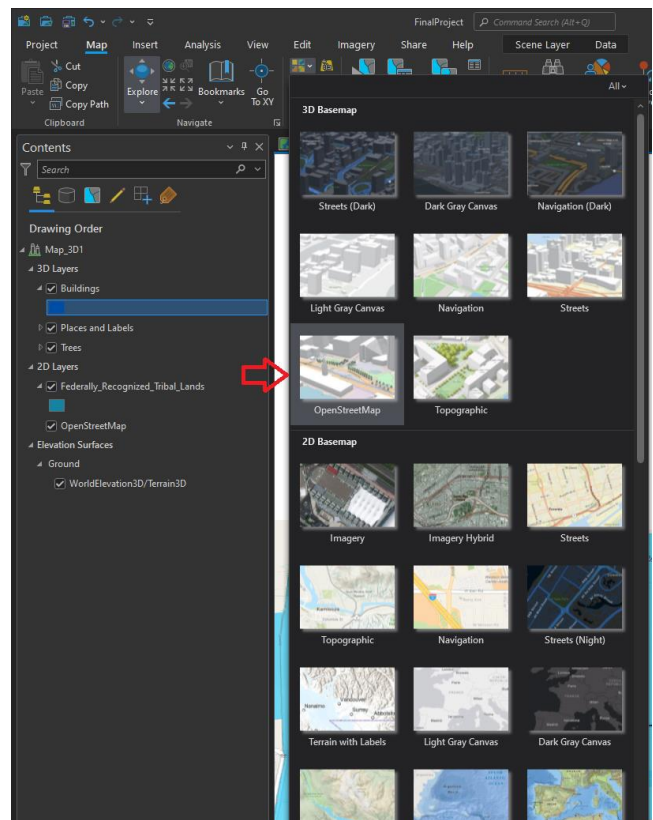 FinalProject
Command Search (Alt+Q)
Project Map Insert Analysis View Edit Imagery Share Help Scene Layer Data
Paste
Cut
Copy
Copy Path
Clipboard
Explore
Bookmarks
Go
To XY
Navigate
All
Contents
Search
Drawing Order
Map_3D1
3D Layers
Buildings
Places and Labels
Trees
2D Layers
Federally_Recognized_Tribal_Lands
OpenStreetMap
Elevation Surfaces
Ground
WorldElevation3D/Terrain3D
3D Basemap
Streets (Dark) Dark Gray Canvas Navigation (Dark)
Light Gray Canvas Navigation Streets
OpenStreetMap Topographic
2D Basemap
Imagery Imagery Hybrid Streets
Topographic Navigation Streets (Night)
Terrain with Labels Light Gray Canvas Dark Gray Canvas